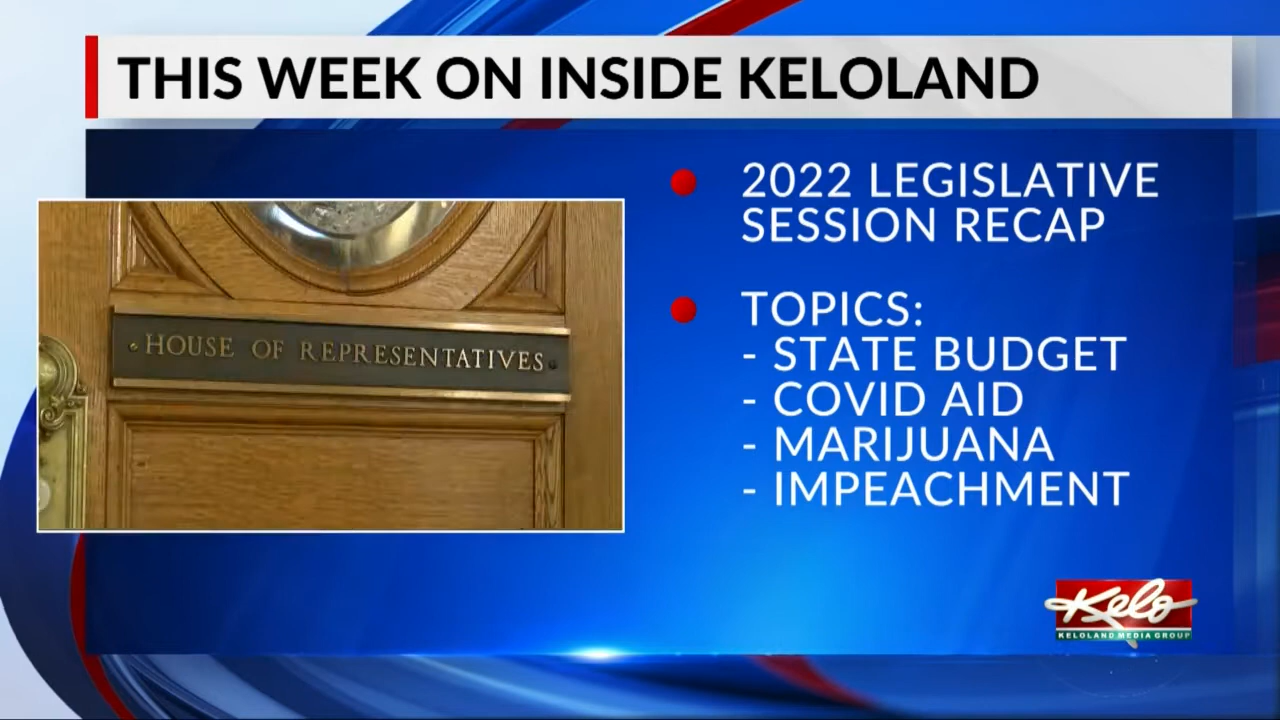 THIS WEEK ON INSIDE KELOLAND
HOUSE OF REPRESENTATIVES
2022 LEGISLATIVE
SESSION RECAP
TOPICS:
- STATE BUDGET
- COVID AID
- MARIJUANA
- IMPEACHMENT
Kelo
KELOLAND MEDIA GROUP